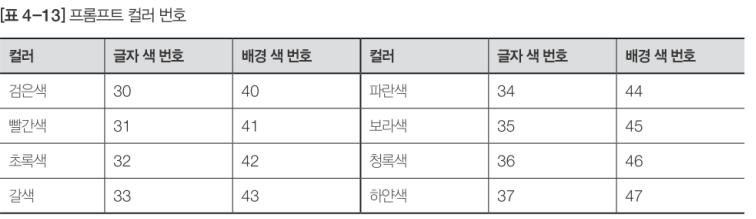 [표 4-13] 프롬프트 컬러 번호
컬러 글자 색 번호 배경 색 번호 컬러 글자 색 번호 배경 색 번호
검은색 30 40 파란색 34 44
빨간색 31 41 보라색 35 45
초록색 32 42 청록색 36 46
갈색 33 43 하얀색 37 47